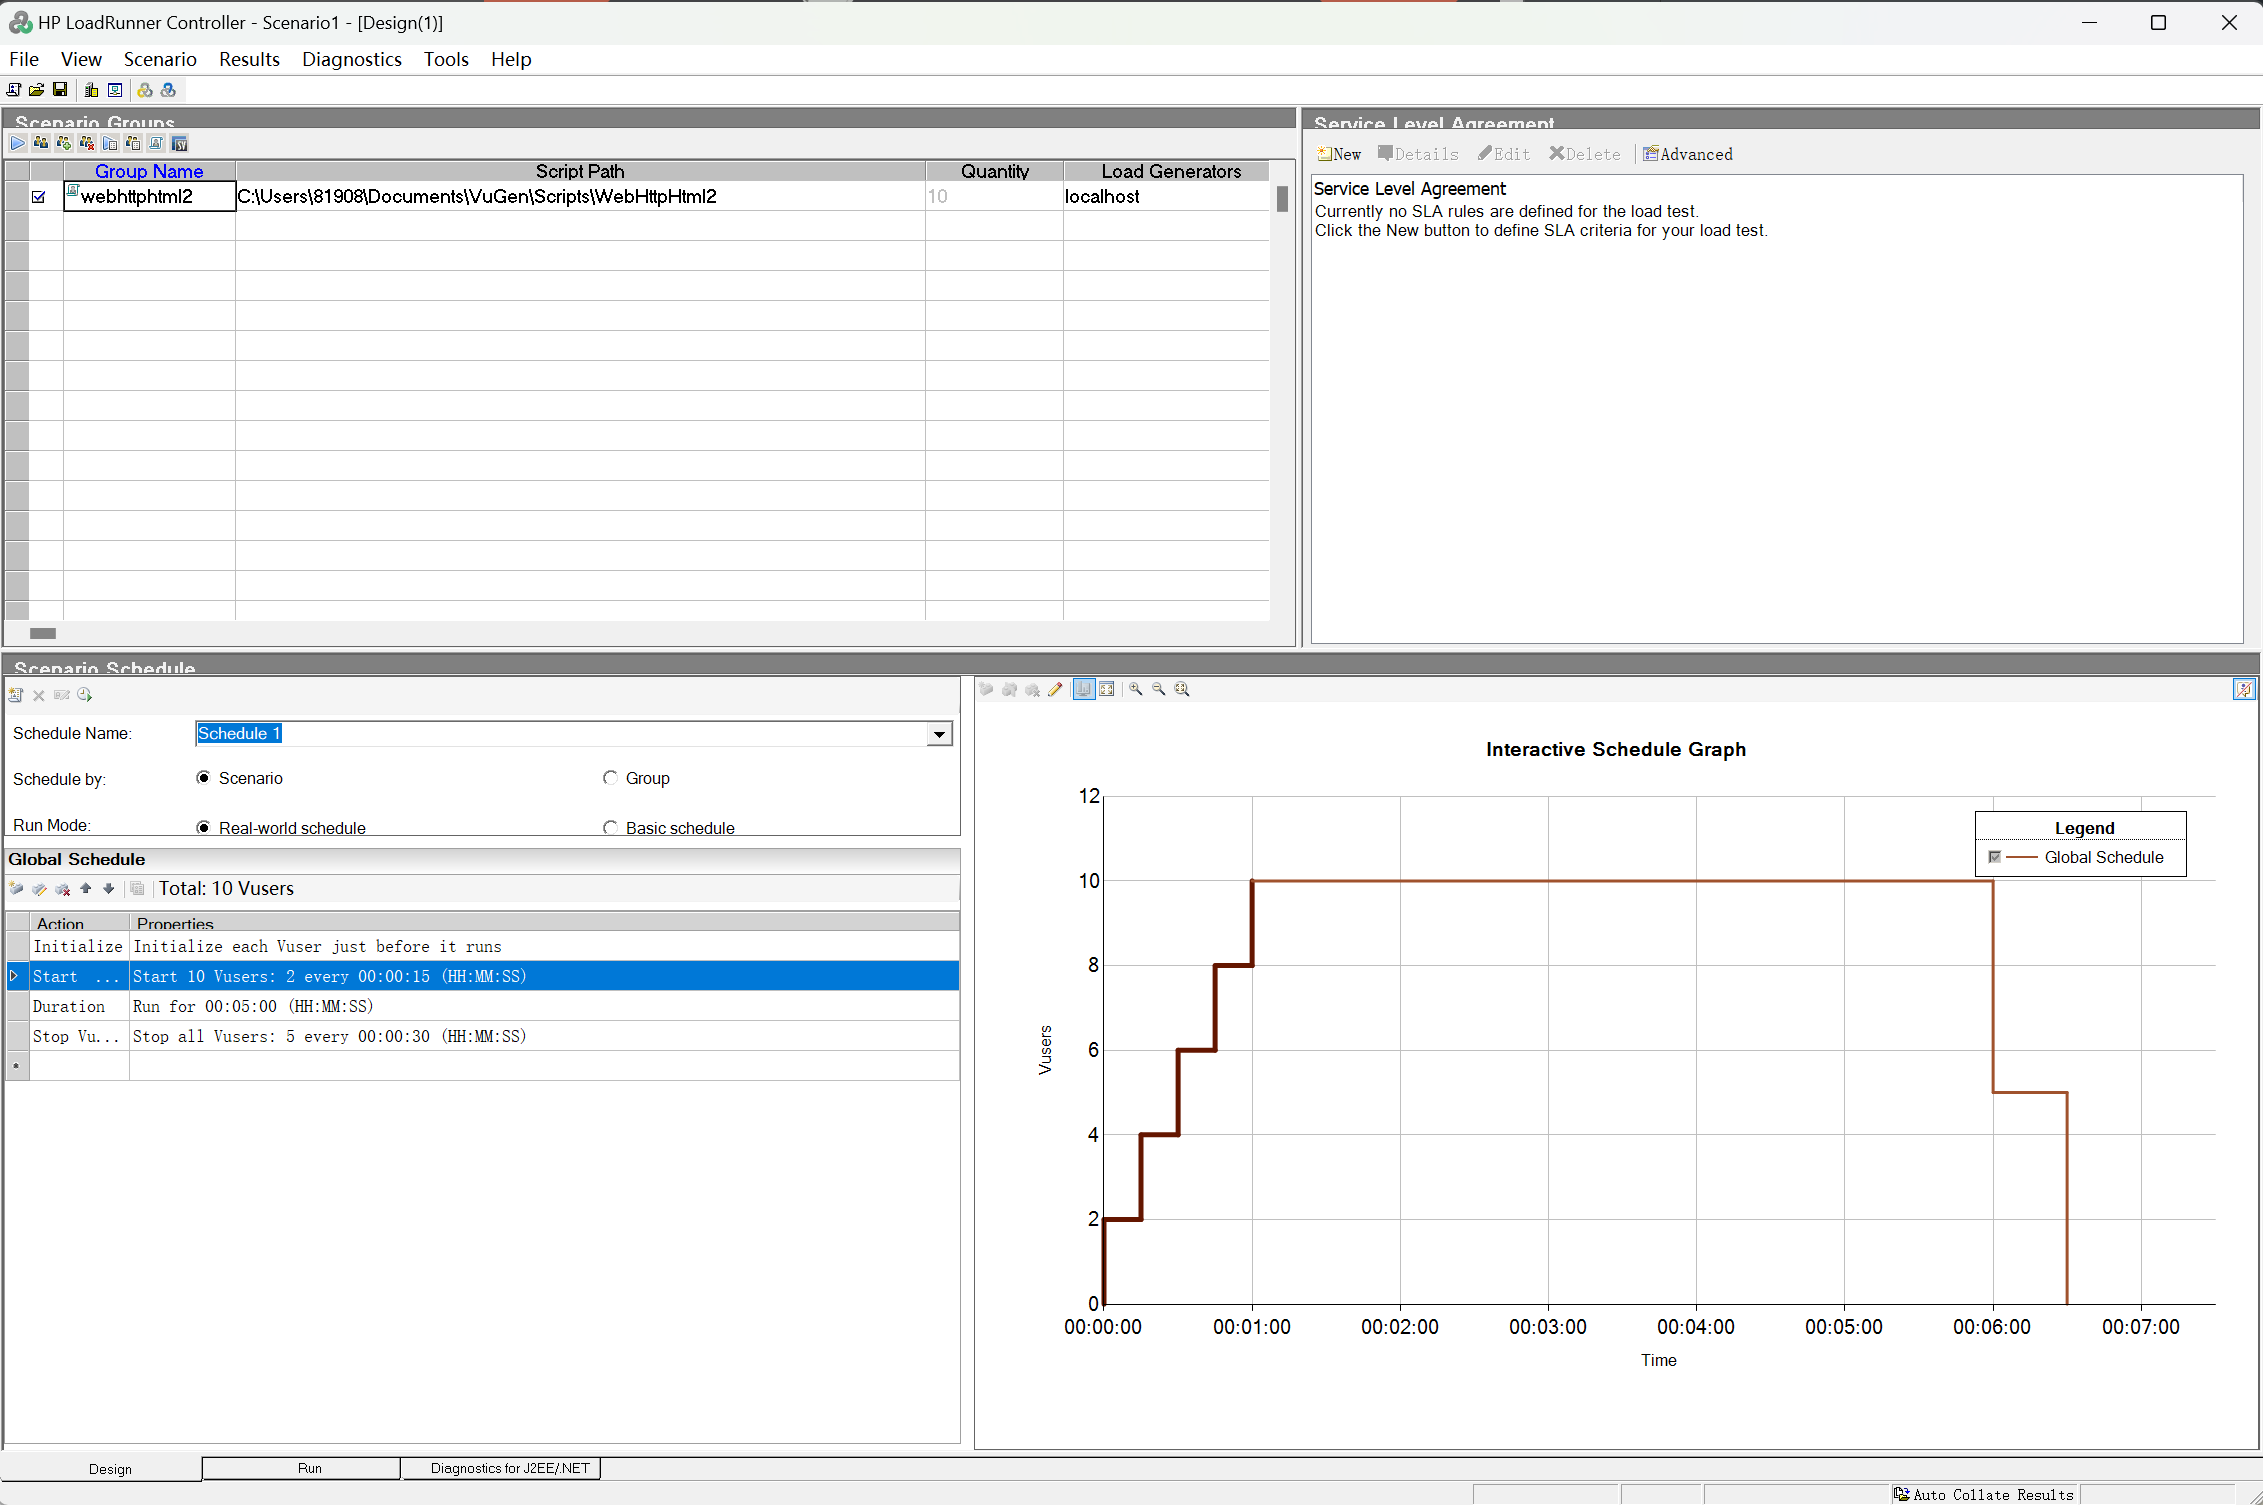 HP LoadRunner Controller - Scenario1 - [Design(1)]
File View Scenario Results Diagnostics Tools Help
Scenario Groups
Group Name Script Path Quantity Load Generators
webhttphtml2 C:\Users\81908\Documents\VuGen\Scripts\WebHttpHtml2 10 localhost
Service Level Agreement
New Details Edit Delete Advanced
Service Level Agreement
Currently no SLA rules are defined for the load test.
Click the New button to define SLA criteria for your load test.
Scenario Schedule
Schedule Name: Schedule 1
Schedule by: Scenario Group
Run Mode: Real-world schedule Basic schedule
Global Schedule
Total: 10 Vusers
Action Properties
Initialize Initialize each Vuser just before it runs
Start ... Start 10 Vusers: 2 every 00:00:15 (HH:MM:SS)
Duration Run for 00:05:00 (HH:MM:SS)
Stop Vu... Stop all Vusers: 5 every 00:00:30 (HH:MM:SS)
Interactive Schedule Graph
Legend
Global Schedule
12
10
8
6
4
2
0
Vusers
00:00:00 00:01:00 00:02:00 00:03:00 00:04:00 00:05:00 00:06:00 00:07:00
Time
Design Run Diagnostics for J2EE/.NET
Auto Collate Results